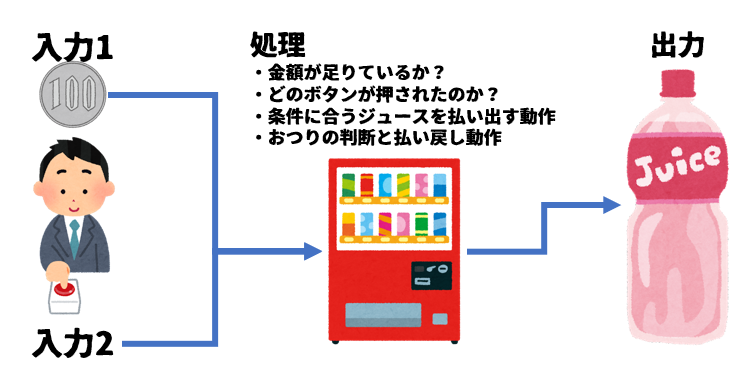 入力1
100
処理
・金額が足りているか？
・どのボタンが押されたのか？
・条件に合うジュースを払い出す動作
・おつりの判断と払い戻し動作
出力
Juice
入力2